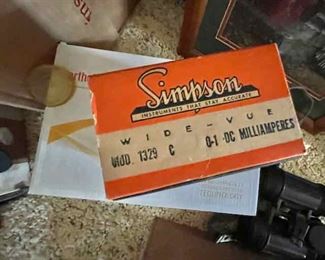 Simpson
INSTRUMENTS THAT STAY ACCURATE
WIDE-VUE
MOD. 1329 C 0-1 DC MILLIAMPERES